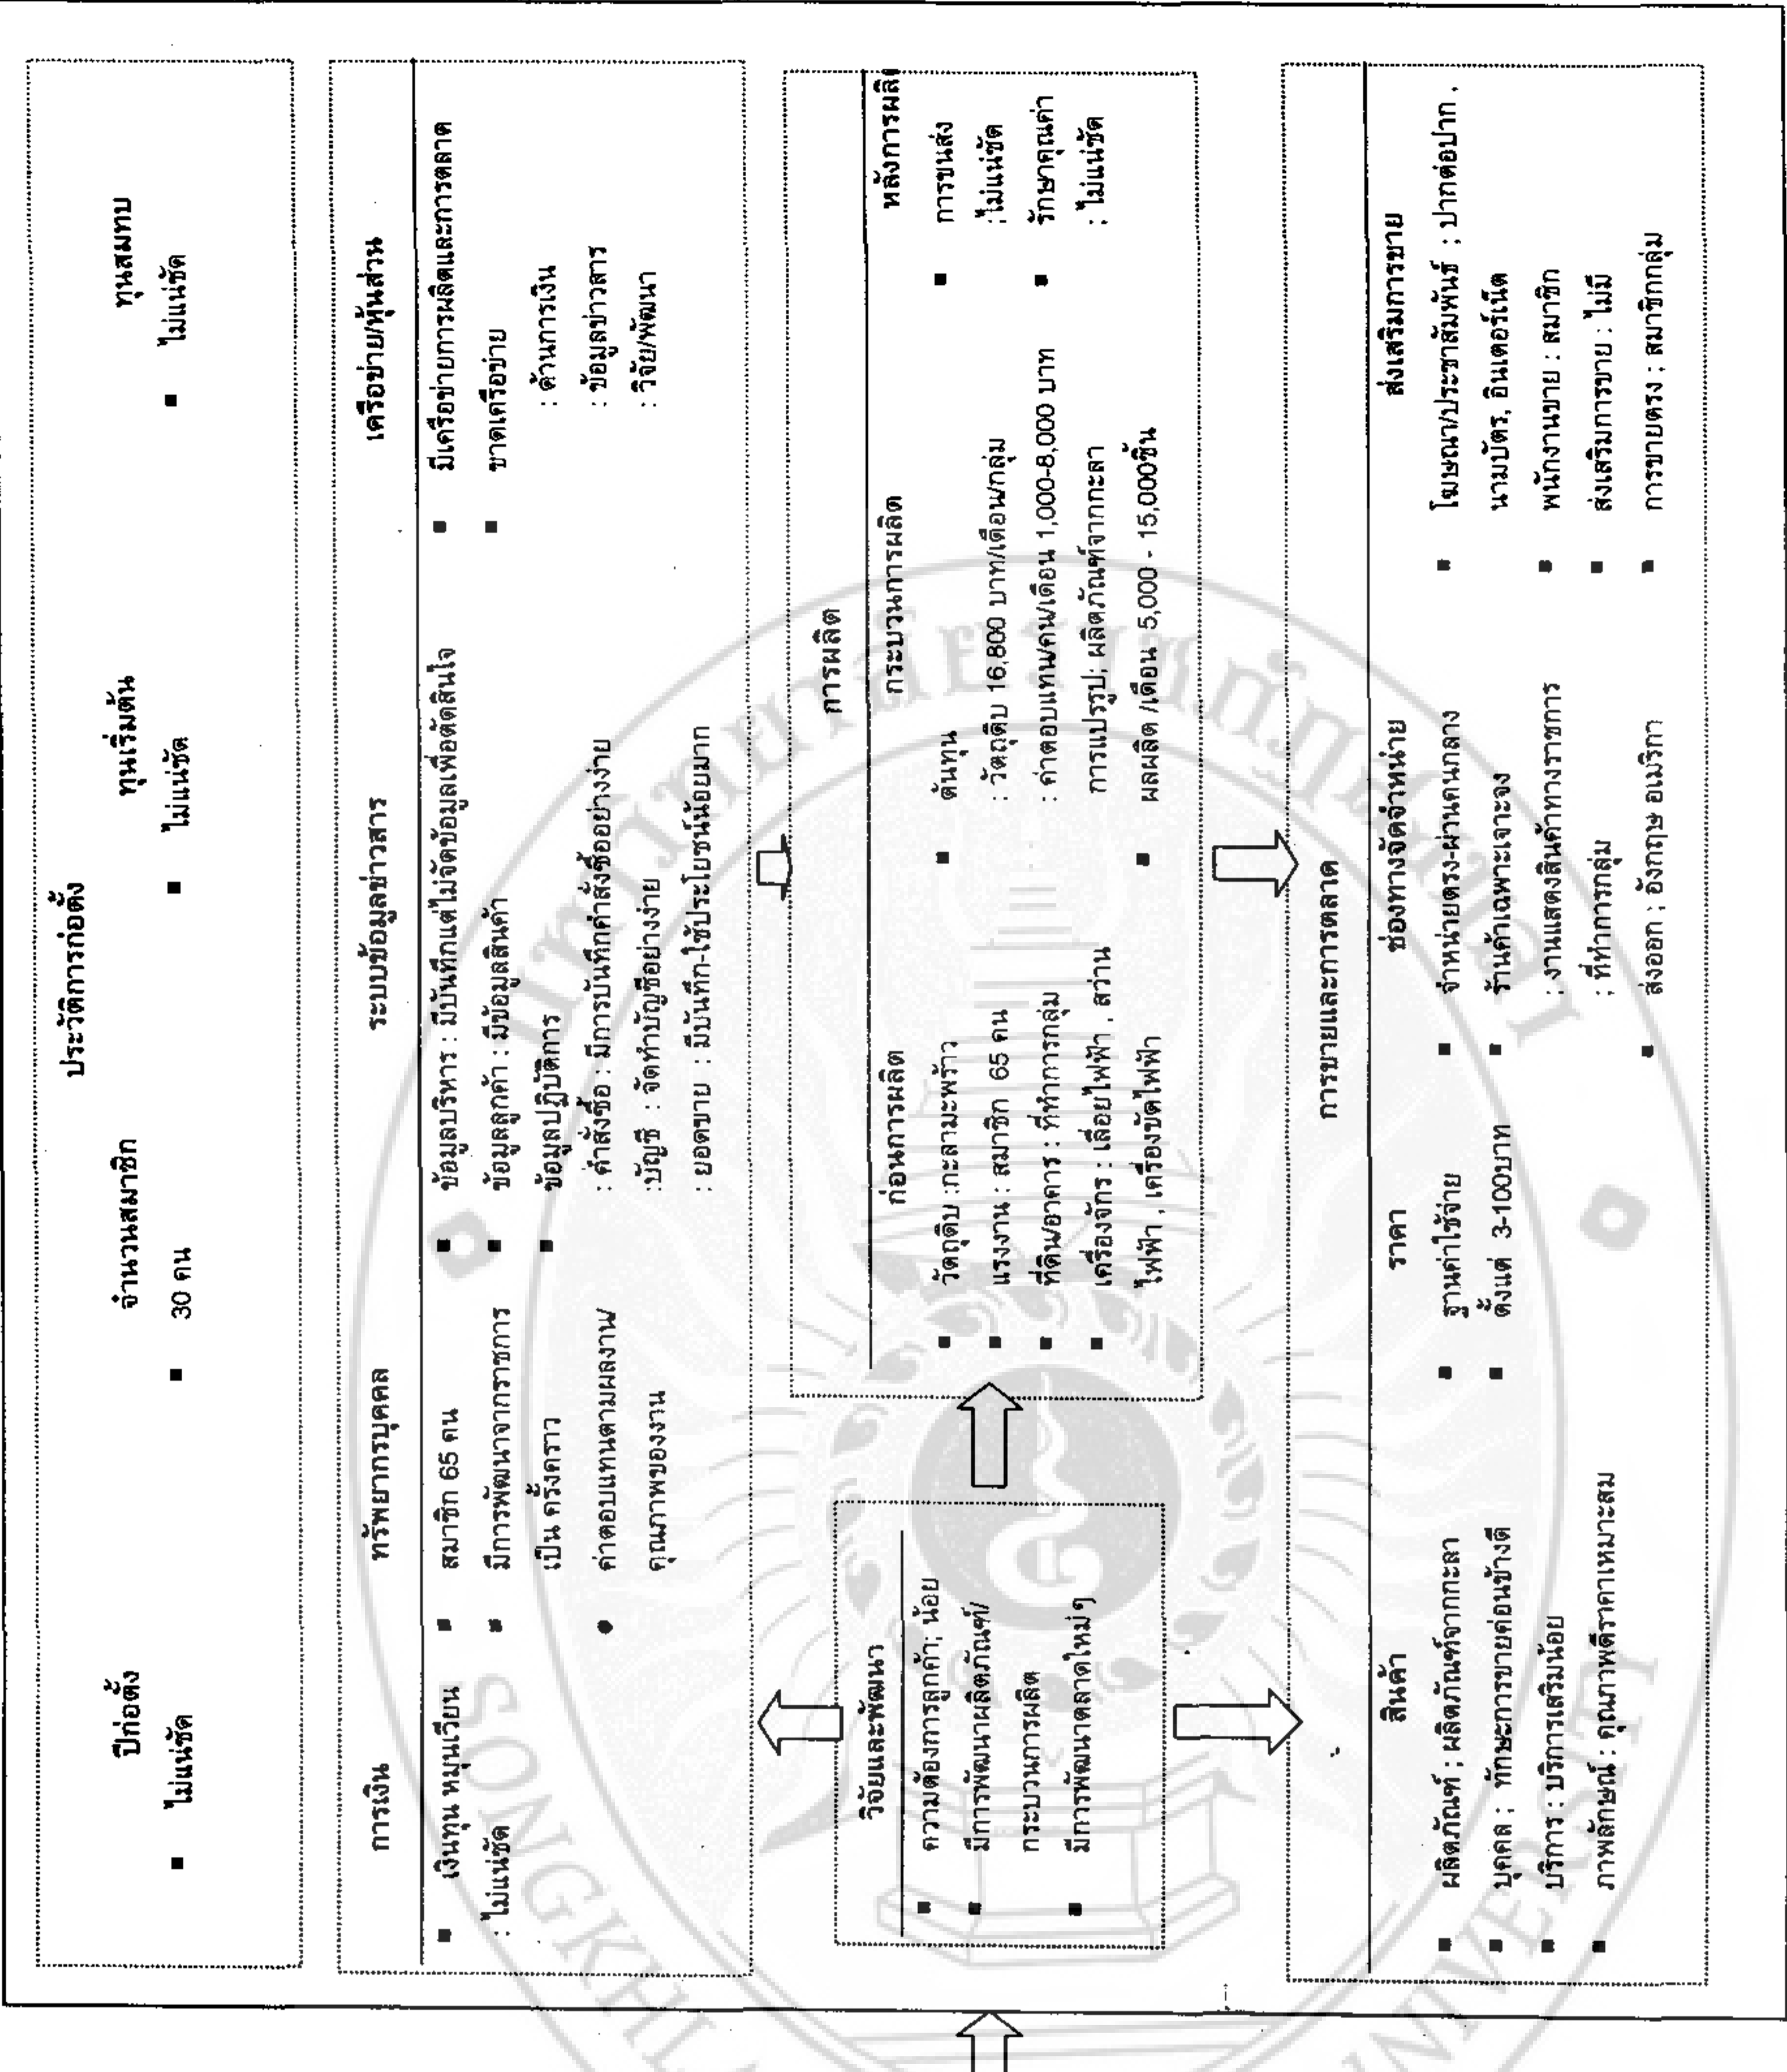 ประวัติการก่อตั้ง
ปีก่อตั้ง
▪ ไม่แน่ชัด
จำนวนสมาชิก
▪ 30 คน
ทุนเริ่มต้น
▪ ไม่แน่ชัด
ทุนสมทบ
▪ ไม่แน่ชัด
การเงิน
▪ เงินทุน หมุนเวียน
: ไม่แน่ชัด
ทรัพยากรบุคคล
▪ สมาชิก 65 คน
▪ มีการพัฒนาจากราชการ
เป็น ครั้งคราว
● ค่าตอบแทนตามผลงาน/
คุณภาพของงาน
ระบบข้อมูลข่าวสาร
▪ ข้อมูลบริหาร : มีบันทึกแต่ไม่จัดข้อมูลเพื่อตัดสินใจ
▪ ข้อมูลลูกค้า : มีข้อมูลสินค้า
▪ ข้อมูลปฏิบัติการ
: คำสั่งซื้อ : มีการบันทึกคำสั่งซื้ออย่างง่าย
:บัญชี : จัดทำบัญชีอย่างง่าย
: ยอดขาย : มีบันทึก-ใช้ประโยชน์น้อยมาก
เครือข่าย/หุ้นส่วน
▪ มีเครือข่ายการผลิตและการตลาด
▪ ขาดเครือข่าย
: ด้านการเงิน
: ข้อมูลข่าวสาร
: วิจัย/พัฒนา
วิจัยและพัฒนา
▪ ความต้องการลูกค้า; น้อย
▪ มีการพัฒนาผลิตภัณฑ์/
กระบวนการผลิต
▪ มีการพัฒนาตลาดใหม่ๆ
การผลิต
ก่อนการผลิต
▪ วัตถุดิบ :กะลามะพร้าว
▪ แรงงาน : สมาชิก 65 คน
▪ ที่ดิน/อาคาร : ที่ทำการกลุ่ม
▪ เครื่องจักร : เลื่อยไฟฟ้า , สว่าน
ไฟฟ้า , เครื่องขัดไฟฟ้า
กระบวนการผลิต
▪ ต้นทุน
: วัตถุดิบ 16,800 บาท/เดือน/กลุ่ม
: ค่าตอบแทน/คน/เดือน 1,000-8,000 บาท
การแปรรูป; ผลิตภัณฑ์จากกะลา
▪ ผลผลิต /เดือน 5,000 - 15,000ชิ้น
หลังการผลิต
▪ การขนส่ง
:ไม่แน่ชัด
▪ รักษาคุณค่า
: ไม่แน่ชัด
การขายและการตลาด
สินค้า
▪ ผลิตภัณฑ์ ; ผลิตภัณฑ์จากกะลา
▪ บุคคล ; ทักษะการขายค่อนข้างดี
▪ บริการ : บริการเสริมน้อย
▪ ภาพลักษณ์ : คุณภาพดีราคาเหมาะสม
ราคา
▪ ฐานค่าใช้จ่าย
▪ ตั้งแต่ 3-100บาท
ช่องทางจัดจำหน่าย
▪ จำหน่ายตรง-ผ่านคนกลาง
▪ ร้านค้าเฉพาะเจาะจง
: งานแสดงสินค้าทางราชการ
; ที่ทำการกลุ่ม
▪ ส่งออก ; อังกฤษ อเมริกา
ส่งเสริมการขาย
▪ โฆษณา/ประชาสัมพันธ์ ; ปากต่อปาก ,
นามบัตร, อินเตอร์เน็ต
▪ พนักงานขาย : สมาชิก
▪ ส่งเสริมการขาย : ไม่มี
▪ การขายตรง : สมาชิกกลุ่ม